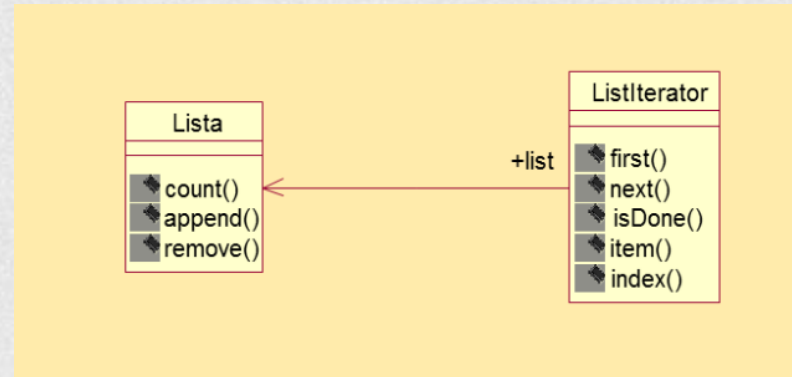 Lista
count()
append()
remove()
+list
ListIterator
first()
next()
isDone()
item()
index()